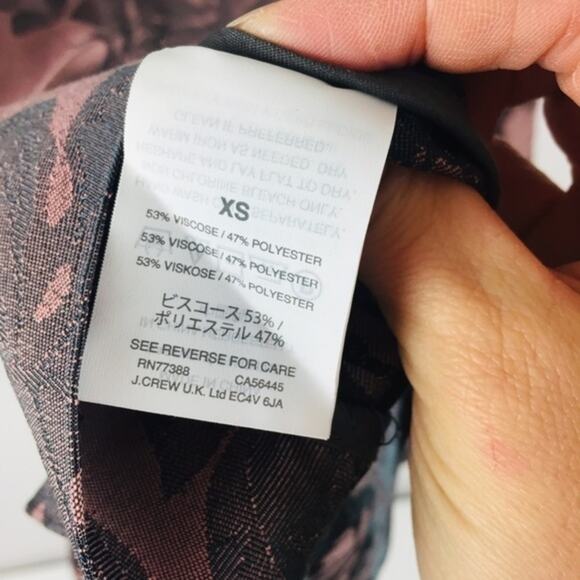 XS
53% VISCOSE / 47% POLYESTER
53% VISCOSE / 47% POLYESTER
53% VISKOSE / 47% POLYESTER
ビスコース 53% /
ポリエステル 47%
SEE REVERSE FOR CARE
RN77388 CA56445
J.CREW U.K. Ltd EC4V 6JA